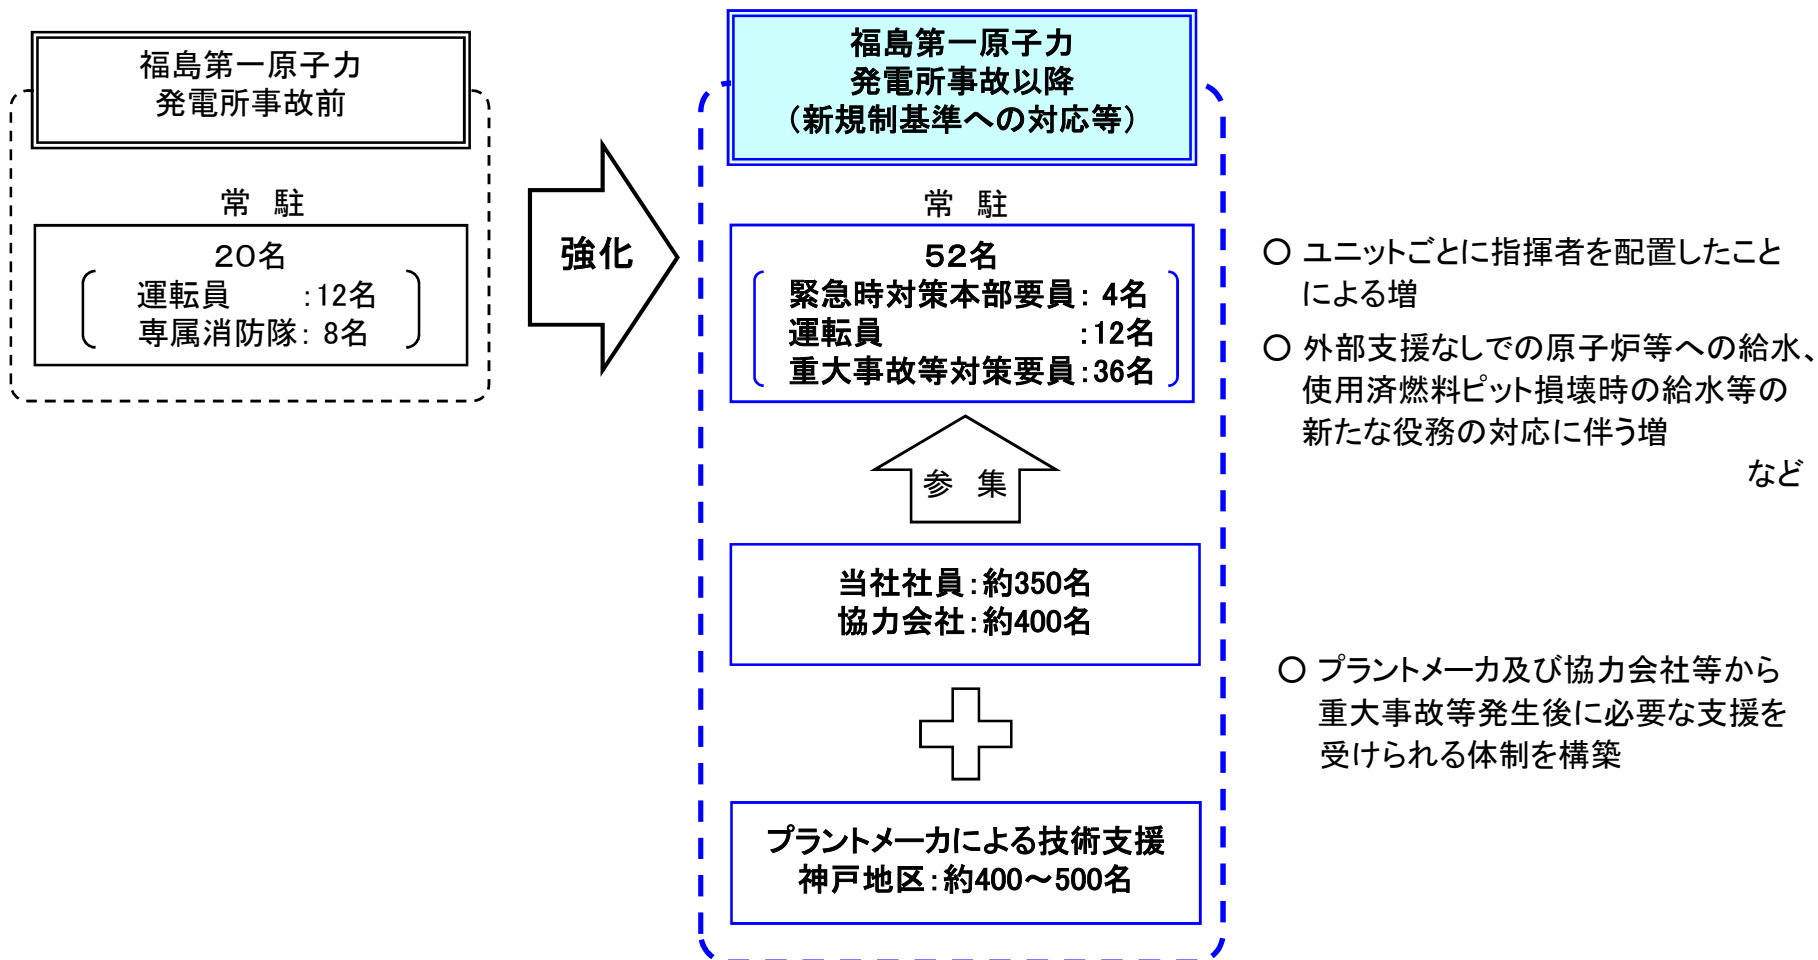 福島第一原子力
発電所事故前
常 駐
20名
運転員 :12名
専属消防隊: 8名
強化
福島第一原子力
発電所事故以降
(新規制基準への対応等)
常 駐
52名
緊急時対策本部要員: 4名
運転員 :12名
重大事故等対策要員:36名
参 集
当社社員:約350名
協力会社:約400名
プラントメーカによる技術支援
神戸地区:約400~500名
○ ユニットごとに指揮者を配置したこと
による増
○ 外部支援なしでの原子炉等への給水、
使用済燃料ピット損壊時の給水等の
新たな役務の対応に伴う増
など
○ プラントメーカ及び協力会社等から
重大事故等発生後に必要な支援を
受けられる体制を構築